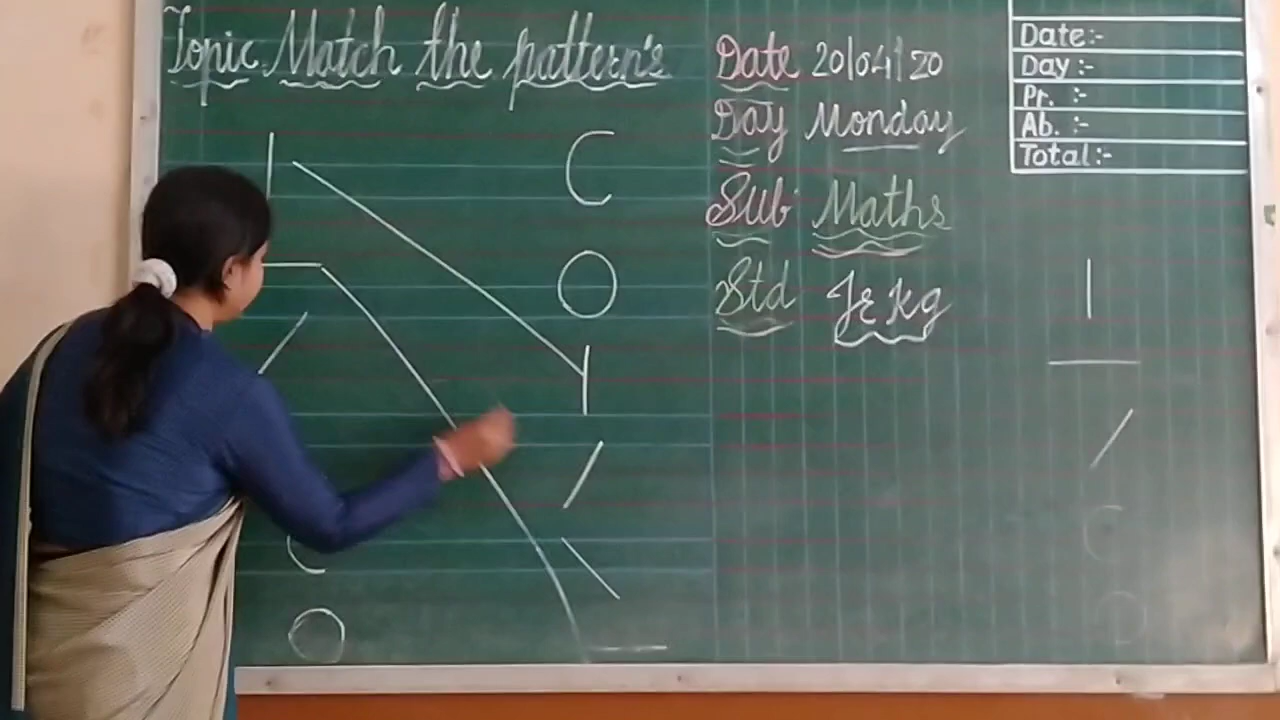 Topic Match the pattern's
Date 20/04/20
Day Monday
Sub: Maths
Std Jr Kg
Date:-
Day :-
Pr. :-
Ab. :-
Total:-